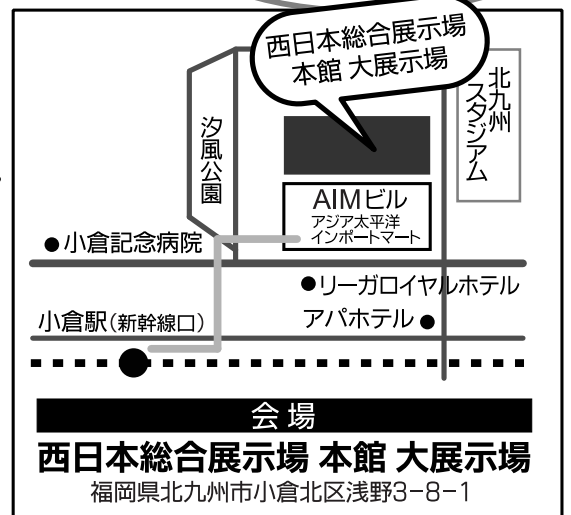 西日本総合展示場
本館 大展示場
北九州
スタジアム
汐風公園
AIMビル
アジア太平洋
インポートマート
●小倉記念病院
●リーガロイヤルホテル
小倉駅(新幹線口)
アパホテル●
会場
西日本総合展示場 本館 大展示場
福岡県北九州市小倉北区浅野3-8-1